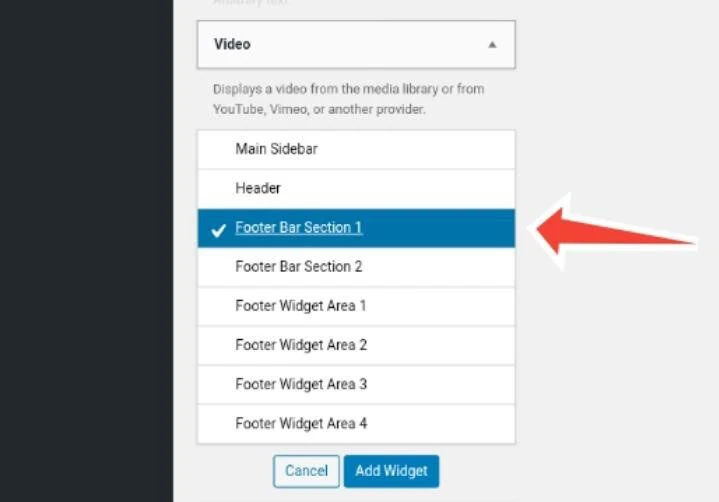 Arbitrary text.
Video
Displays a video from the media library or from
YouTube, Vimeo, or another provider.
Main Sidebar
Header
Footer Bar Section 1
Footer Bar Section 2
Footer Widget Area 1
Footer Widget Area 2
Footer Widget Area 3
Footer Widget Area 4
Cancel Add Widget